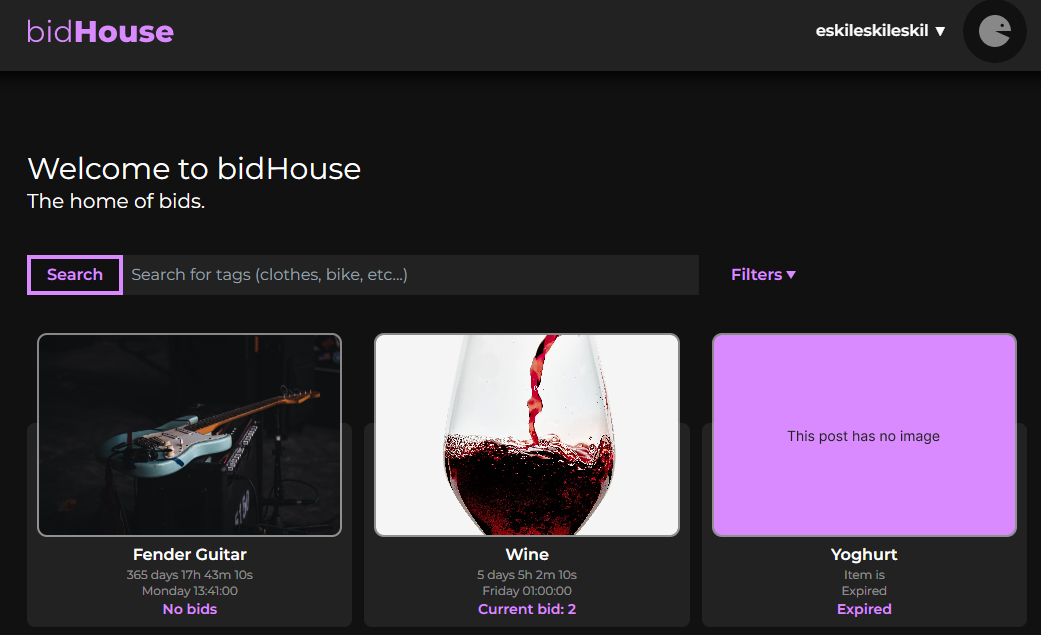 bidHouse
eskileskileskil ▼
Welcome to bidHouse
The home of bids.
Search
Search for tags (clothes, bike, etc...)
Filters ▼
This post has no image
Fender Guitar
365 days 17h 43m 10s
Monday 13:41:00
No bids
Wine
5 days 5h 2m 10s
Friday 01:00:00
Current bid: 2
Yoghurt
Item is
Expired
Expired